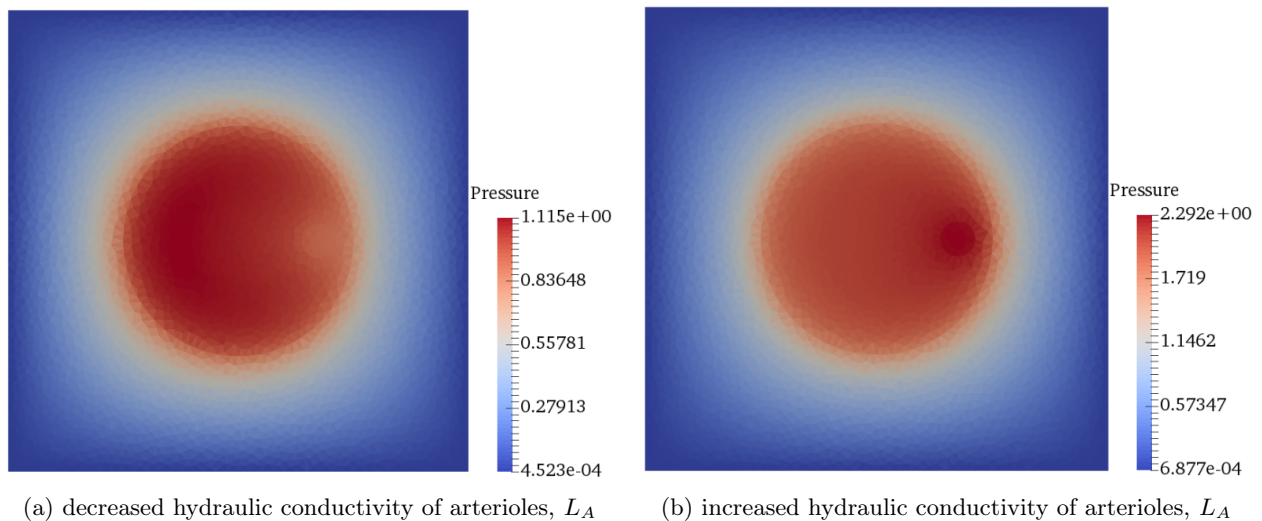 Pressure
1.115e+00
0.83648
0.55781
0.27913
4.523e-04
Pressure
2.292e+00
1.719
1.1462
0.57347
6.877e-04
(a) decreased hydraulic conductivity of arterioles, L_A
(b) increased hydraulic conductivity of arterioles, L_A